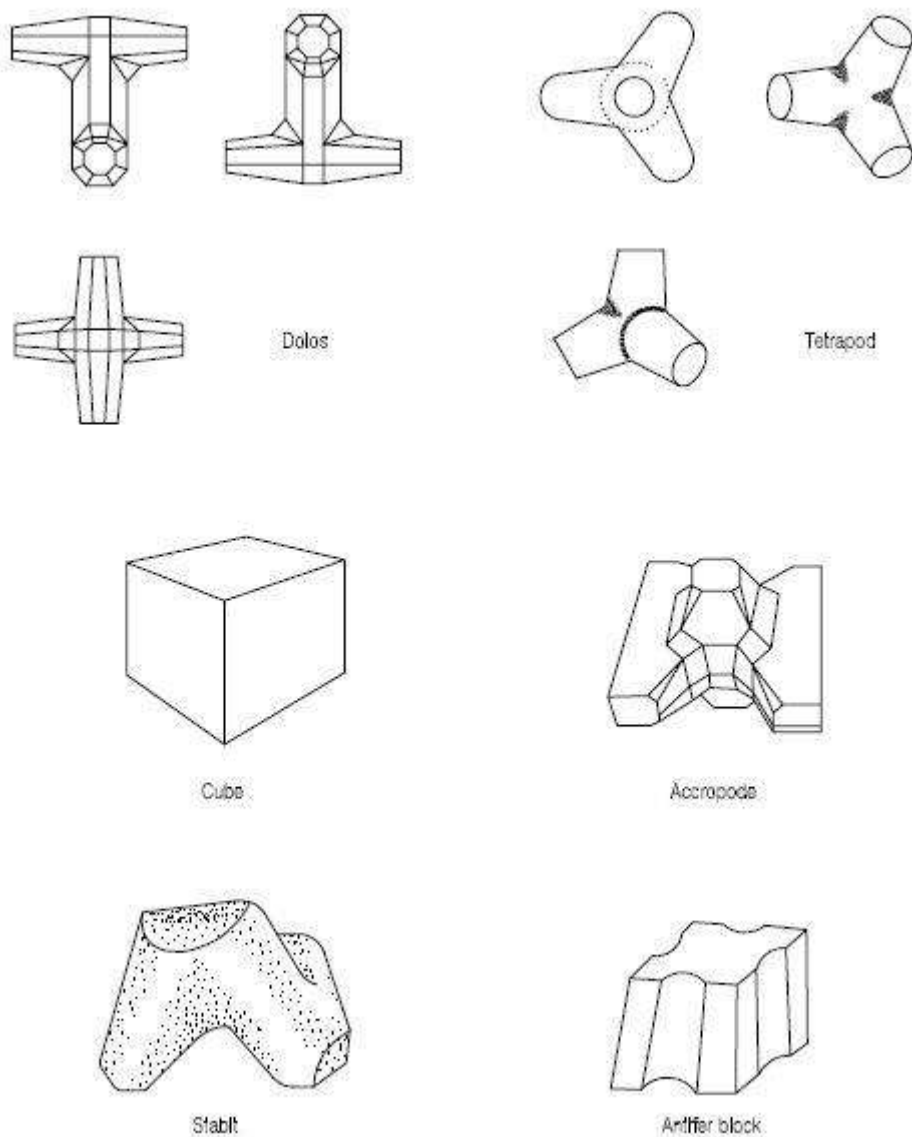 Dolos
Tetrapod
Cube
Accropode
Stabit
Antifer block